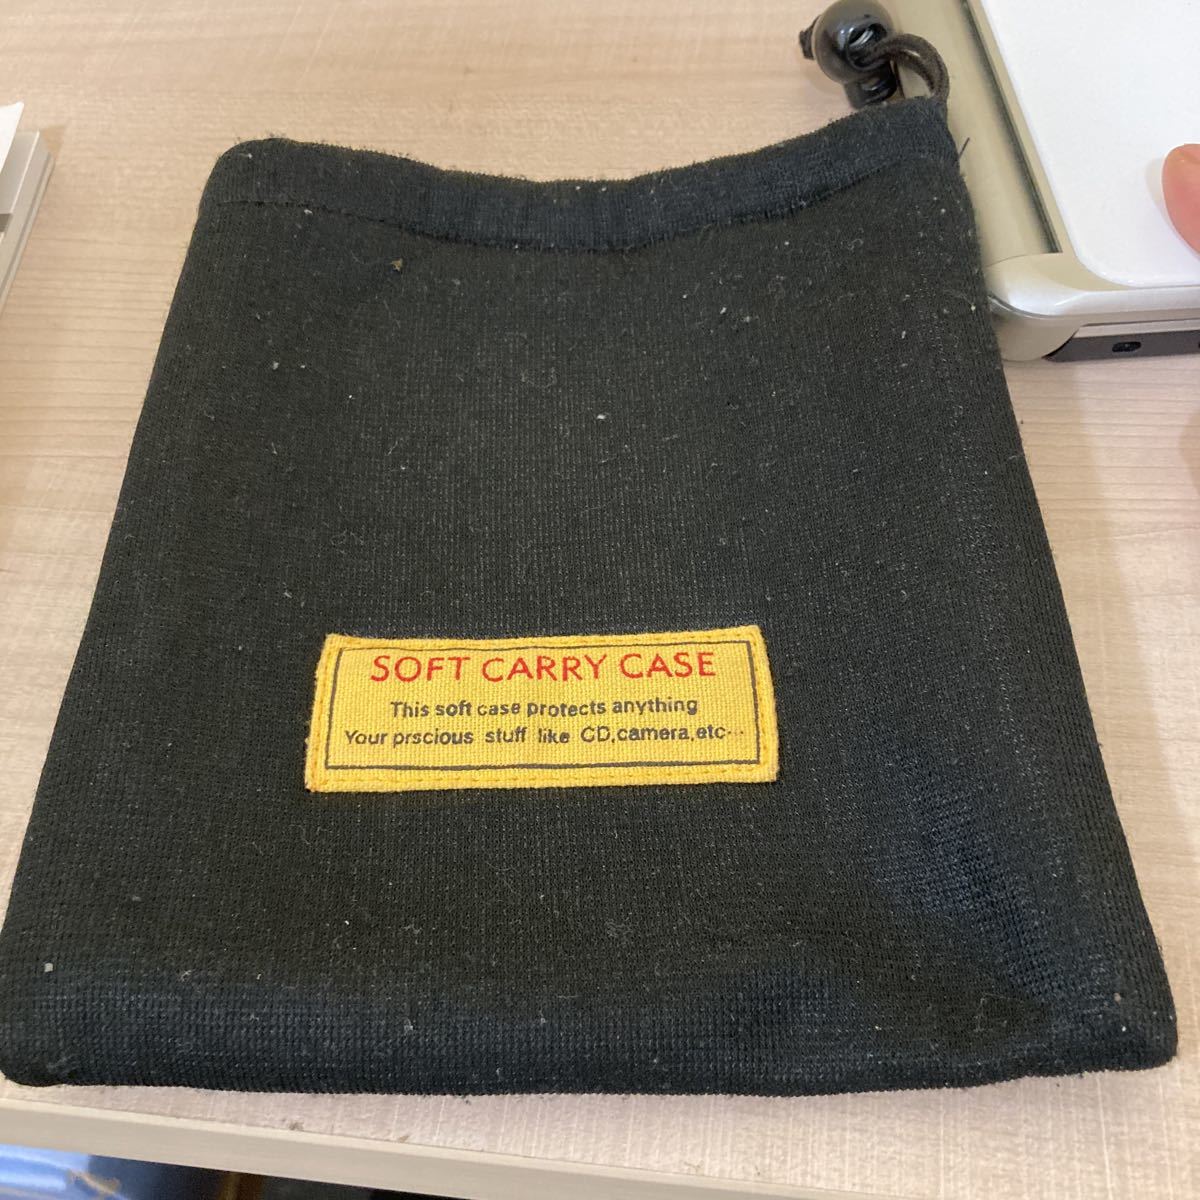 SOFT CARRY CASE
This soft case protects anything
Your prscious stuff like CD,camera,etc…